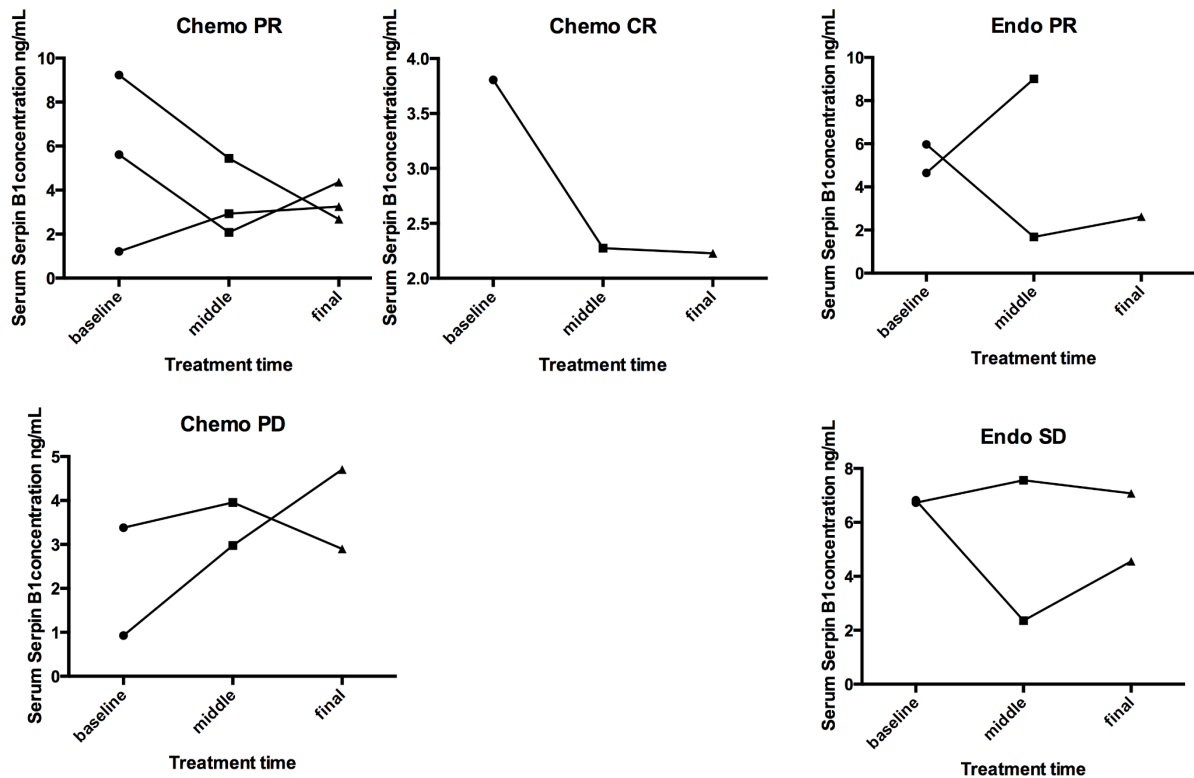 Chemo PR
Serum Serpin B1concentration ng/mL
10
8
6
4
2
0
baseline
middle
final
Treatment time
Chemo CR
Serum Serpin B1concentration ng/mL
4.0
3.5
3.0
2.5
2.0
baseline
middle
final
Treatment time
Endo PR
Serum Serpin B1concentration ng/mL
10
8
6
4
2
0
baseline
middle
final
Treatment time
Chemo PD
Serum Serpin B1concentration ng/mL
5
4
3
2
1
0
baseline
middle
final
Treatment time
Endo SD
Serum Serpin B1concentration ng/mL
8
6
4
2
0
baseline
middle
final
Treatment time